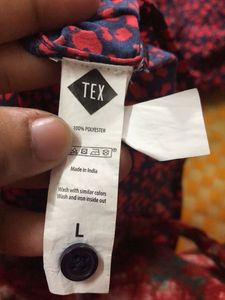 TEX
100% POLYESTER
Made in India
Wash with similar colors
Wash and iron inside out
L